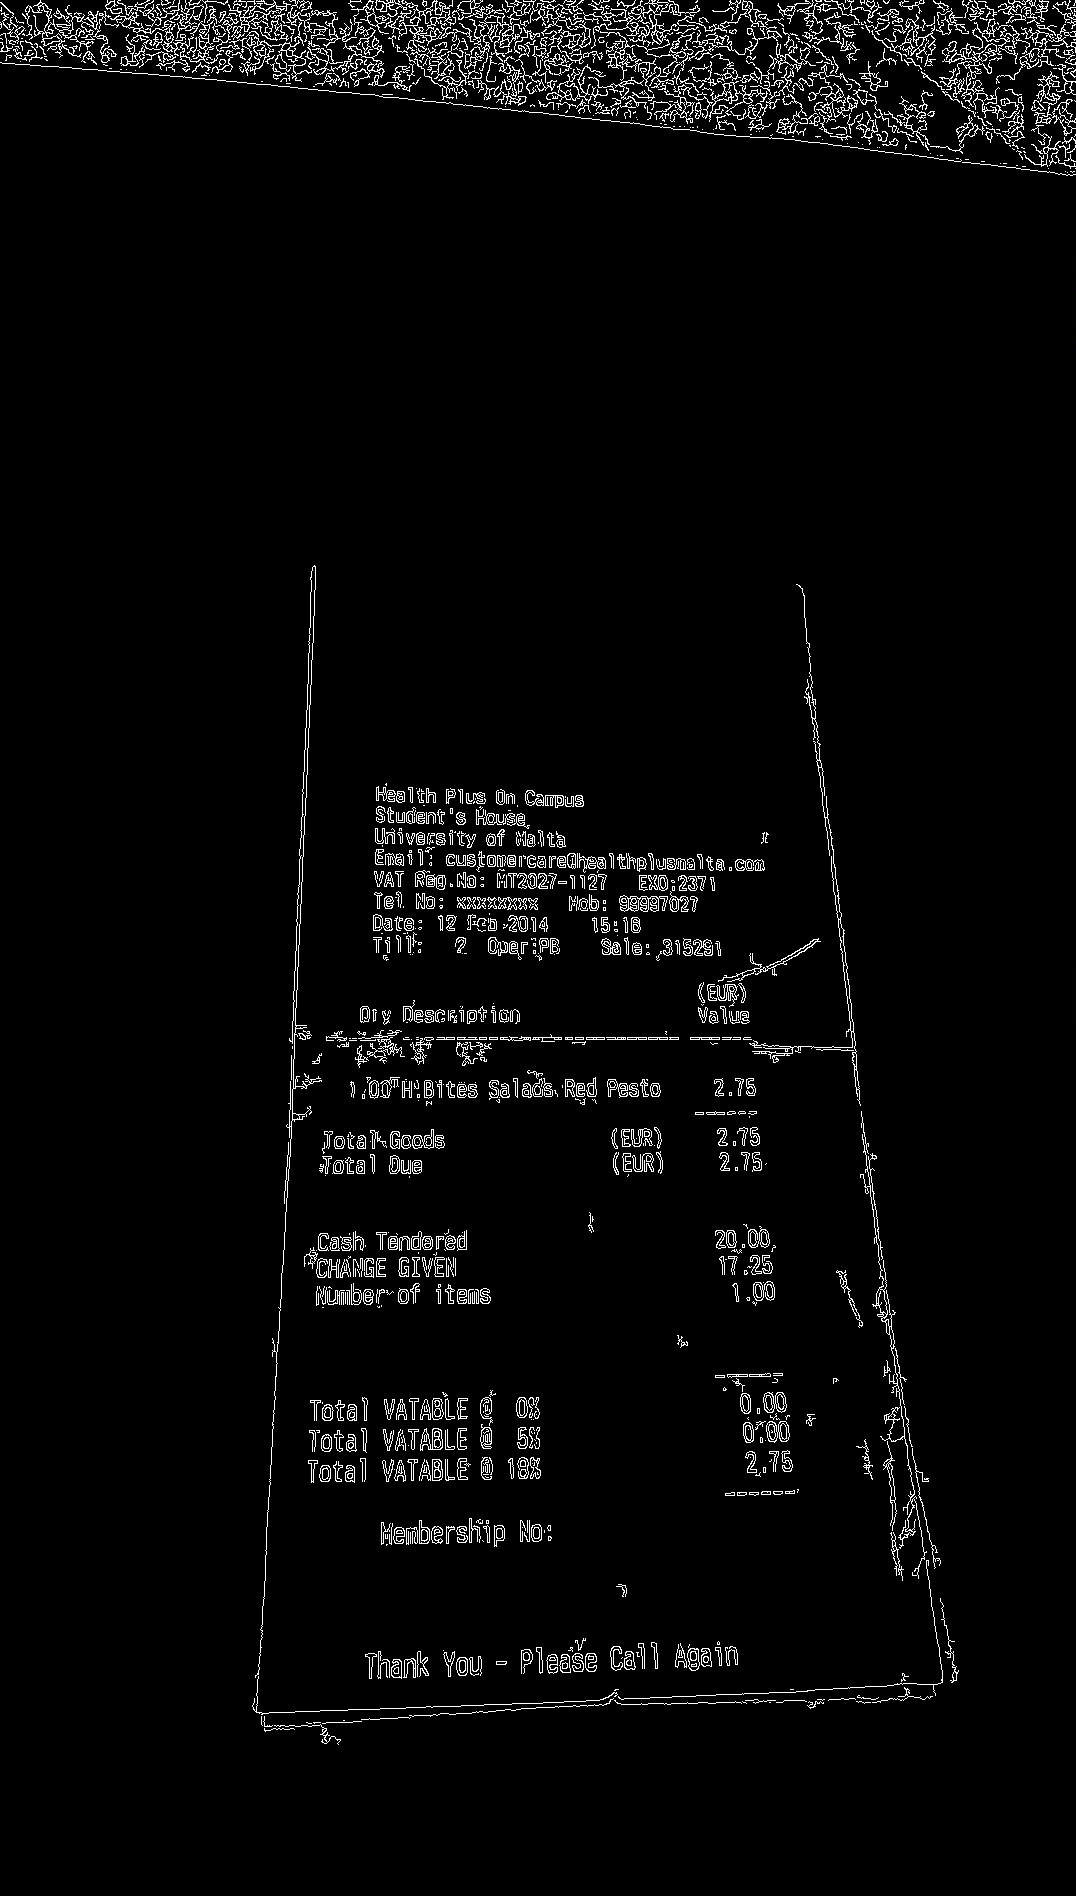 Health Plus On Campus
Student's House,
University of Malta
Email: customercare@healthplusmalta.com
VAT Reg.No: MT2027-1127 EXO:2371
Tel No: xxxxxxxx Mob: 99997027
Date: 12 Feb 2014 15:16
Till: 2 Oper:PB Sale: 315291
(EUR)
Qty Description Value
1.00 H.Bites Salads Red Pesto 2.75
Total Goods (EUR) 2.75
Total Due (EUR) 2.75
Cash Tendered 20.00
CHANGE GIVEN 17.25
Number of items 1.00
Total VATABLE @ 0% 0.00
Total VATABLE @ 5% 0.00
Total VATABLE @ 18% 2.75
Membership No:
Thank You - Please Call Again